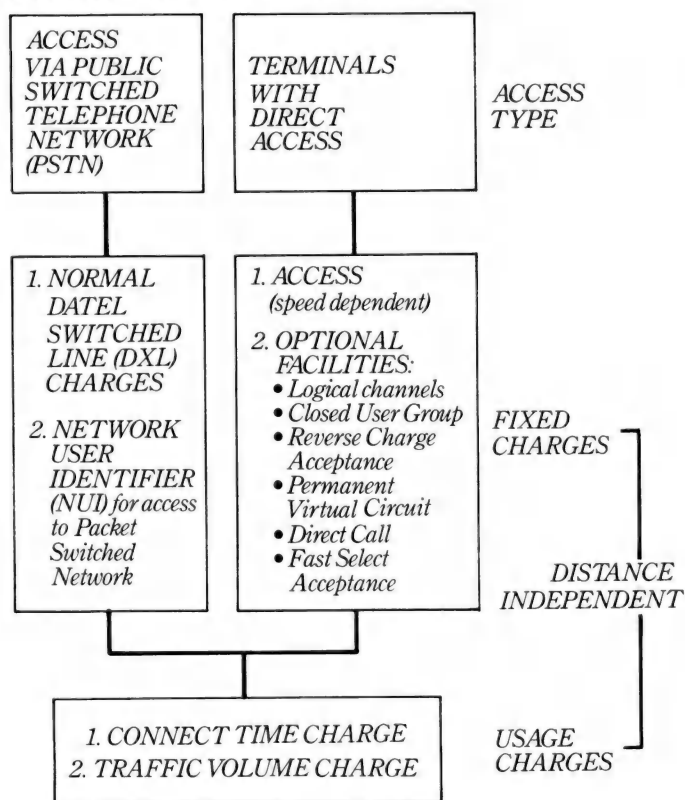 ACCESS
VIA PUBLIC
SWITCHED
TELEPHONE
NETWORK
(PSTN)
TERMINALS
WITH
DIRECT
ACCESS
ACCESS
TYPE
1. NORMAL
DATEL
SWITCHED
LINE (DXL)
CHARGES
2. NETWORK
USER
IDENTIFIER
(NUI) for access
to Packet
Switched
Network
1. ACCESS
(speed dependent)
2. OPTIONAL
FACILITIES:
• Logical channels
• Closed User Group
• Reverse Charge
Acceptance
• Permanent
Virtual Circuit
• Direct Call
• Fast Select
Acceptance
FIXED
CHARGES
DISTANCE
INDEPENDENT
1. CONNECT TIME CHARGE
2. TRAFFIC VOLUME CHARGE
USAGE
CHARGES